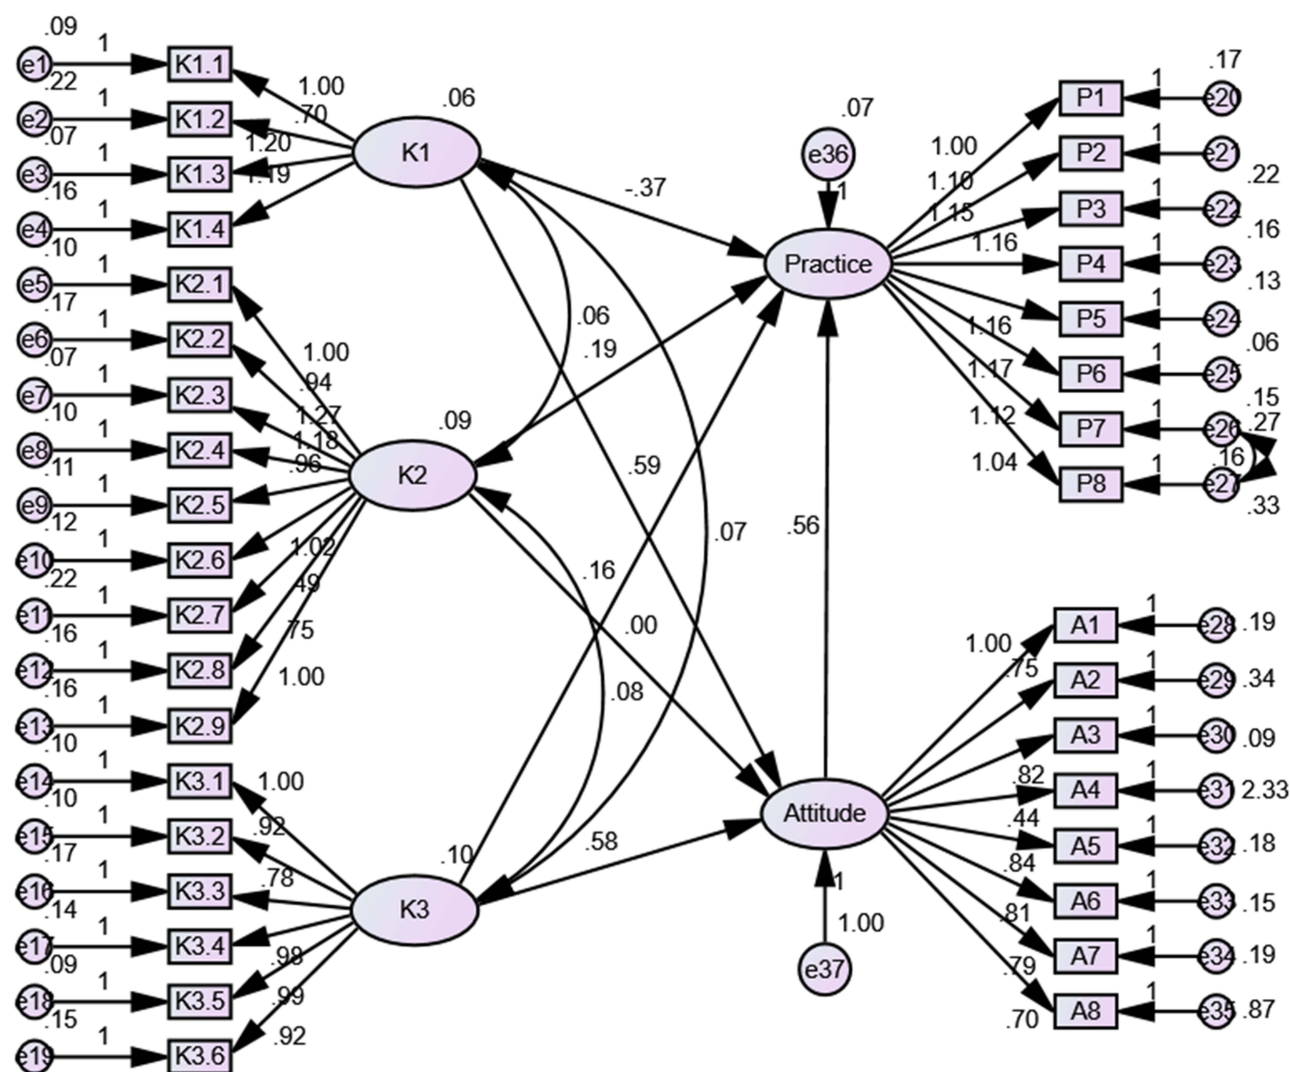 .09
e1 1 K1.1
.22
e2 1 K1.2
.07
e3 1 K1.3
.16
e4 1 K1.4
.10
e5 1 K2.1
.17
e6 1 K2.2
.07
e7 1 K2.3
.10
e8 1 K2.4
.11
e9 1 K2.5
.12
e10 1 K2.6
.22
e11 1 K2.7
.16
e12 1 K2.8
.16
e13 1 K2.9
.10
e14 1 K3.1
.10
e15 1 K3.2
.17
e16 1 K3.3
.14
e17 1 K3.4
.09
e18 1 K3.5
.15
e19 1 K3.6
1.00
.70
1.20
1.19
.06
K1
1.00
.94
1.27
1.18
.96
1.02
.49
.75
1.00
.09
K2
1.00
.92
.78
.98
.99
.92
.10
K3
-.37
.06
.19
.59
.07
.16
.00
.08
.58
.56
.07
e36
1
Practice
Attitude
1
1.00
e37
1.00
1.10
1.15
1.16
1.16
1.17
1.12
1.04
.17
P1 1 e20
P2 1 e21
.22
P3 1 e22
.16
P4 1 e23
.13
P5 1 e24
.06
P6 1 e25
.15
P7 1 e26 .27
.16
P8 1 e27
.33
1.00
.75
.82
.44
.84
.81
.79
.70
A1 1 e28 .19
A2 1 e29 .34
A3 1 e30 .09
A4 1 e31 2.33
A5 1 e32 .18
A6 1 e33 .15
A7 1 e34 .19
A8 1 e35 .87